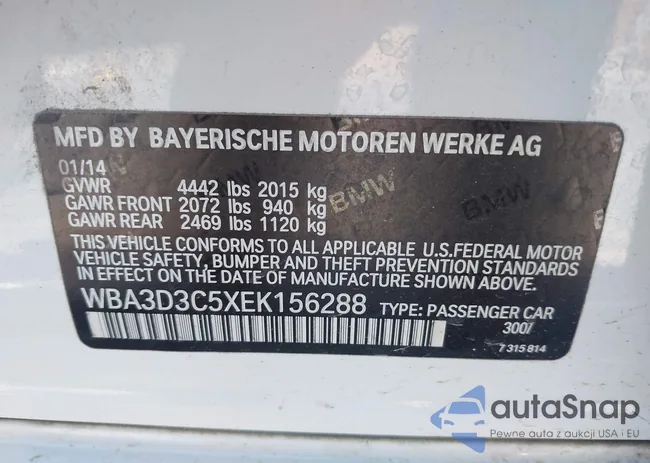 MFD BY BAYERISCHE MOTOREN WERKE AG
01/14
GVWR 4442 lbs 2015 kg
GAWR FRONT 2072 lbs 940 kg
GAWR REAR 2469 lbs 1120 kg
THIS VEHICLE CONFORMS TO ALL APPLICABLE U.S.FEDERAL MOTOR
VEHICLE SAFETY, BUMPER AND THEFT PREVENTION STANDARDS
IN EFFECT ON THE DATE OF MANUFACTURE SHOWN ABOVE.
WBA3D3C5XEK156288 TYPE: PASSENGER CAR
300/
7 315 814
BMW
BMW
BMW
autaSnap
Pewne auta z aukcji USA i EU